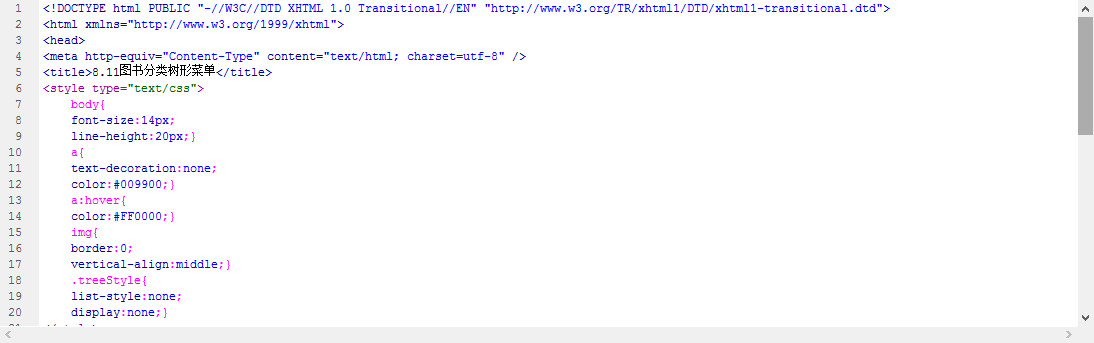 1 <!DOCTYPE html PUBLIC "-//W3C//DTD XHTML 1.0 Transitional//EN" "http://www.w3.org/TR/xhtml1/DTD/xhtml1-transitional.dtd">
2 <html xmlns="http://www.w3.org/1999/xhtml">
3 <head>
4 <meta http-equiv="Content-Type" content="text/html; charset=utf-8" />
5 <title>8.11图书分类树形菜单</title>
6 <style type="text/css">
7 body{
8 font-size:14px;
9 line-height:20px;}
10 a{
11 text-decoration:none;
12 color:#009900;}
13 a:hover{
14 color:#FF0000;}
15 img{
16 border:0;
17 vertical-align:middle;}
18 .treeStyle{
19 list-style:none;
20 display:none;}